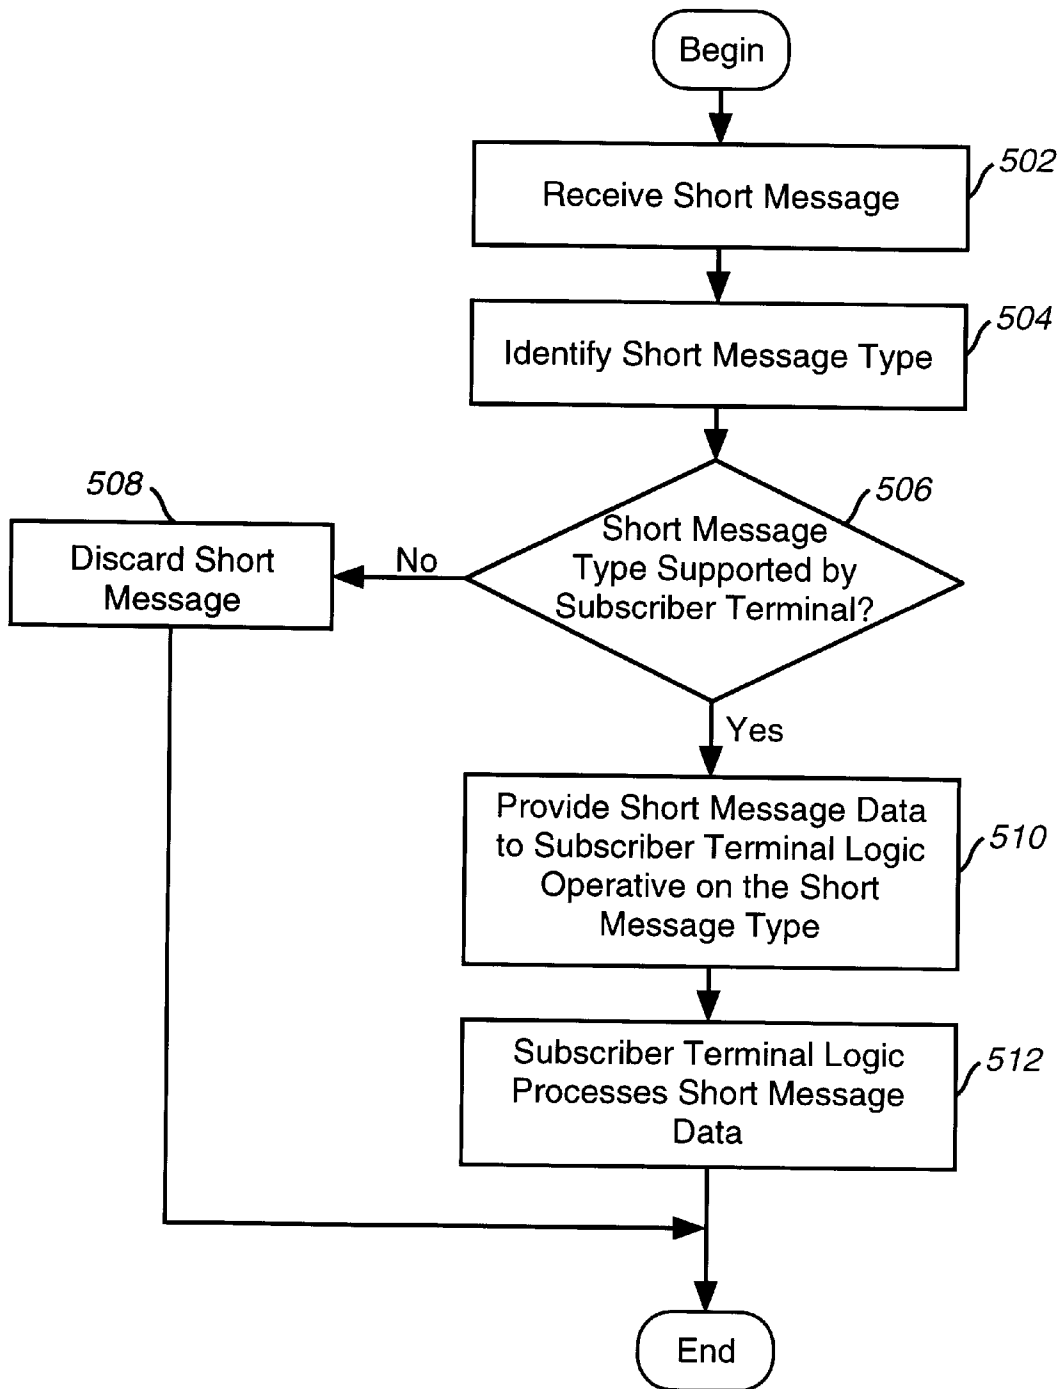 Begin
502
Receive Short Message
504
Identify Short Message Type
506
Short Message
Type Supported by
Subscriber Terminal?
508
Discard Short
Message
No
Yes
510
Provide Short Message Data
to Subscriber Terminal Logic
Operative on the Short
Message Type
512
Subscriber Terminal Logic
Processes Short Message
Data
End